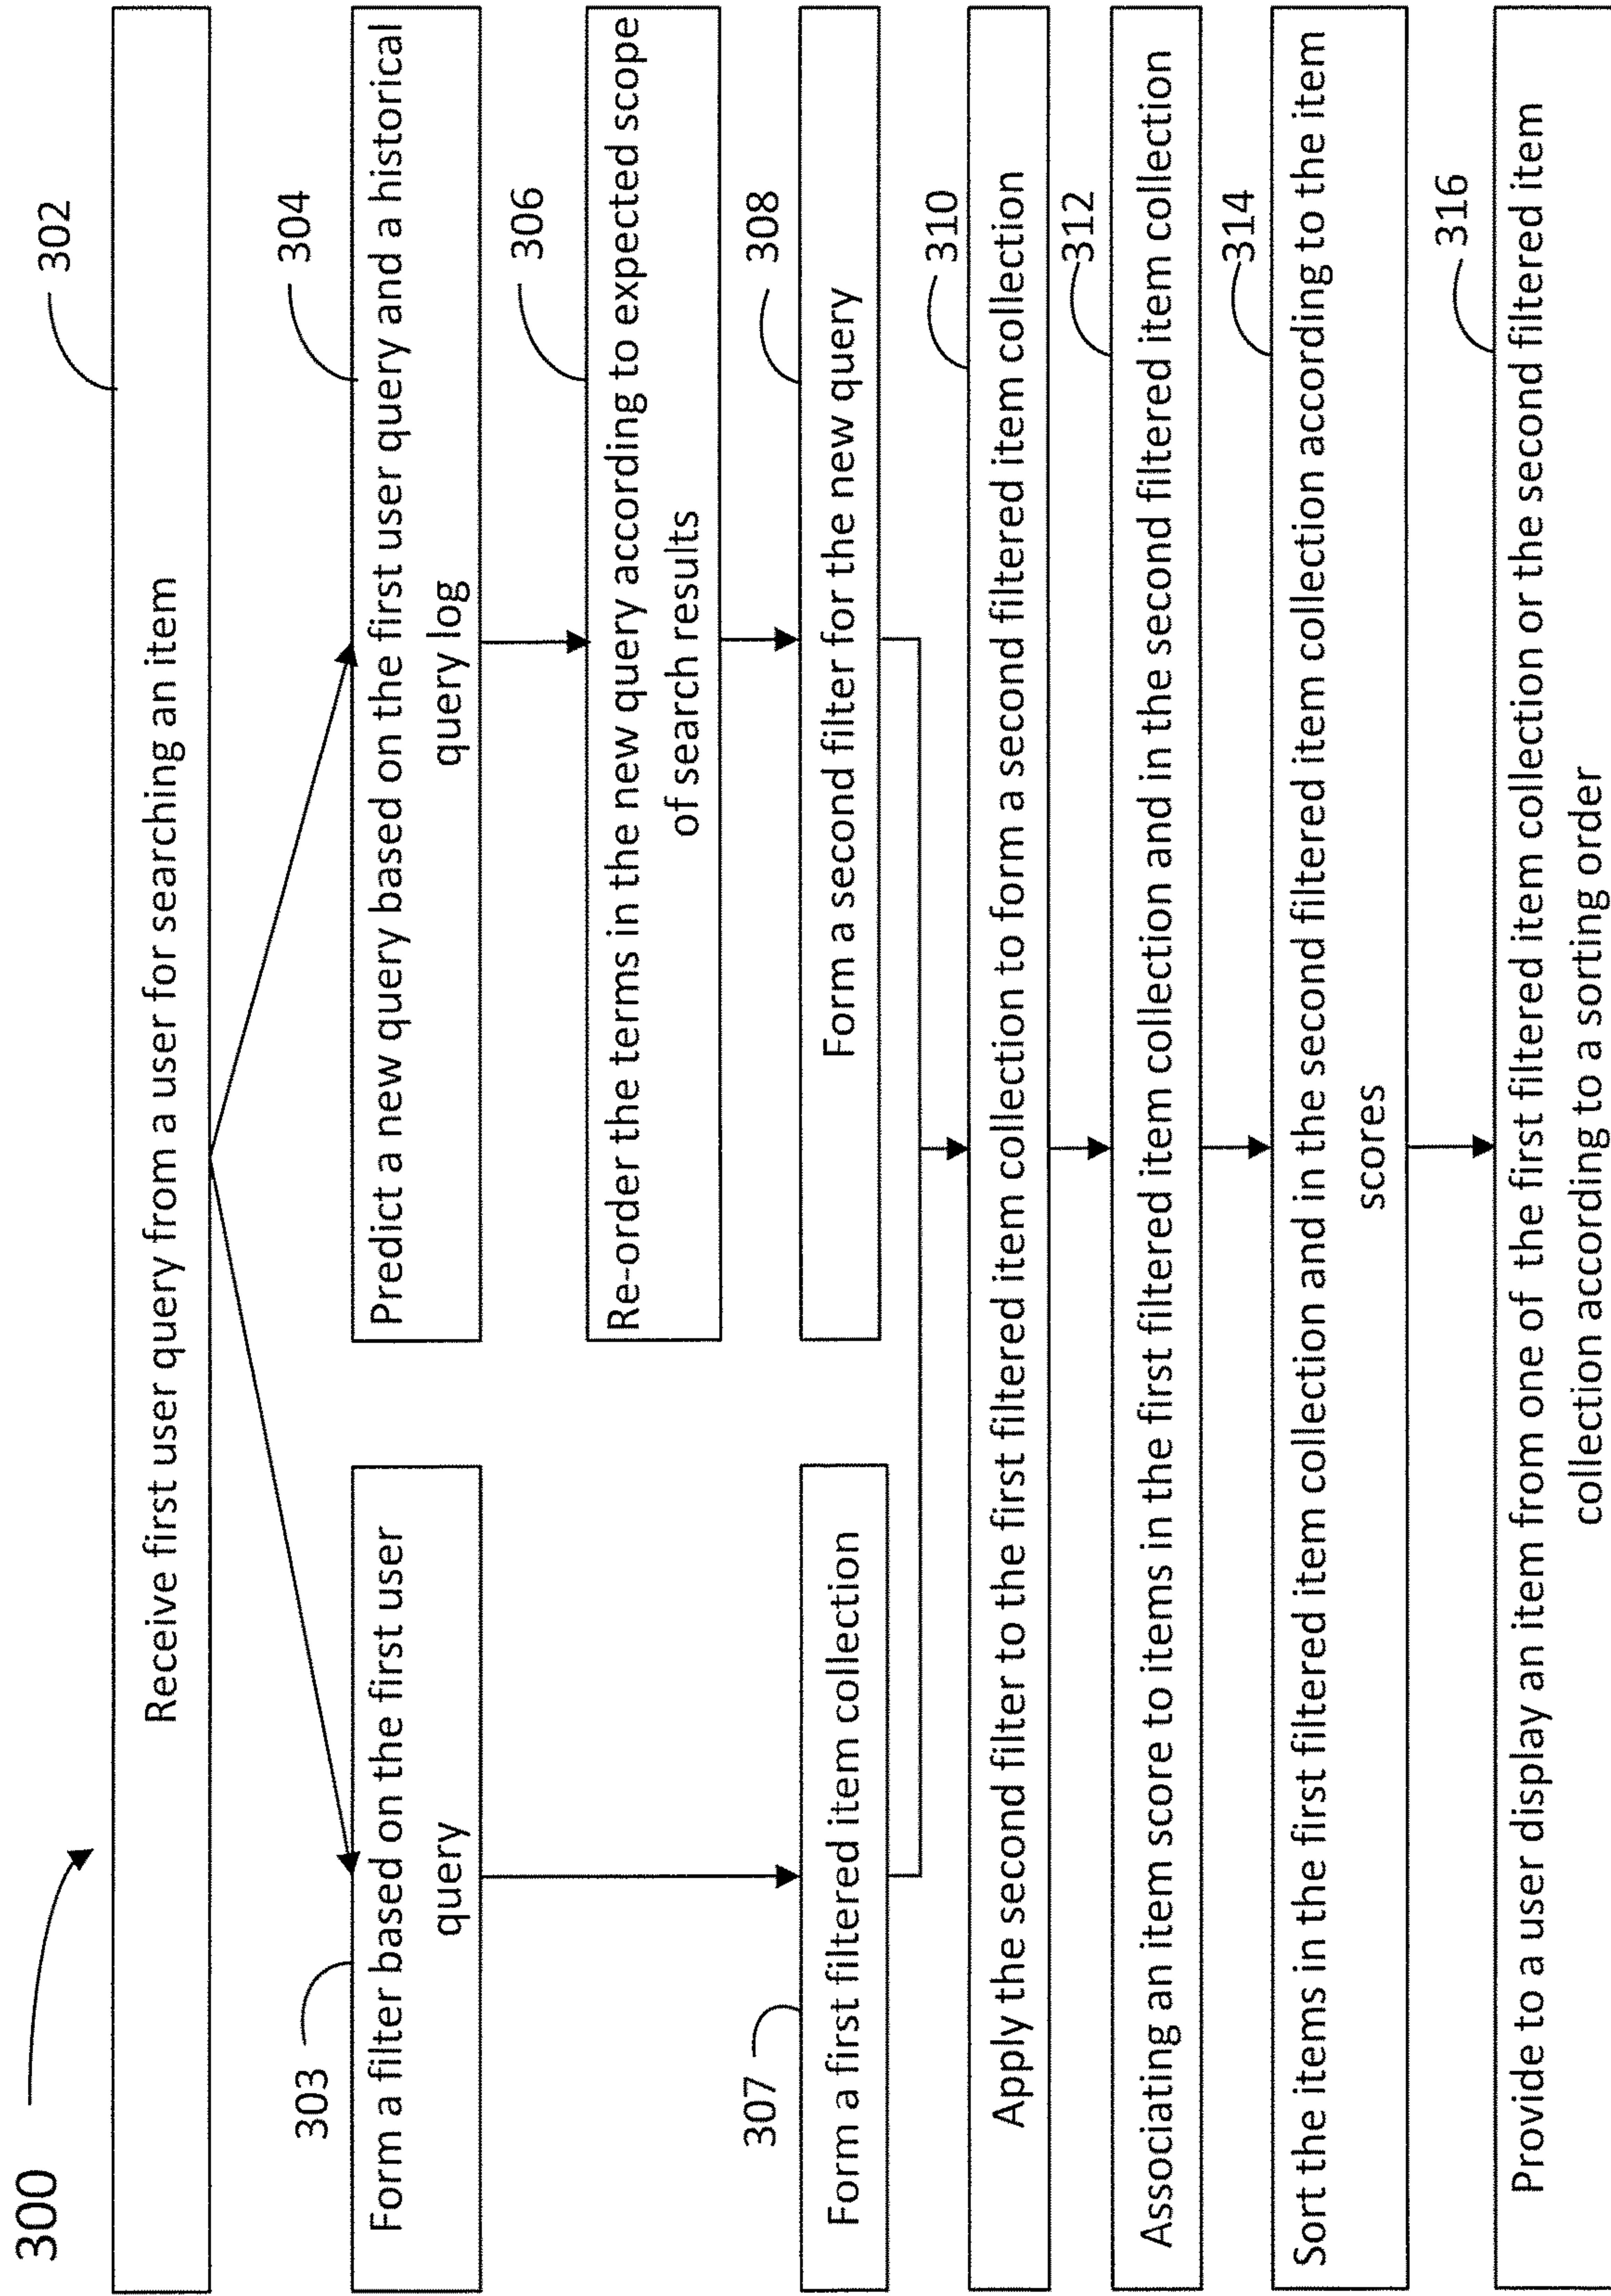 300
302
Receive first user query from a user for searching an item
303
Form a filter based on the first user
query
304
Predict a new query based on the first user query and a historical
query log
306
Re-order the terms in the new query according to expected scope
of search results
307
Form a first filtered item collection
308
Form a second filter for the new query
310
Apply the second filter to the first filtered item collection to form a second filtered item collection
312
Associating an item score to items in the first filtered item collection and in the second filtered item collection
314
Sort the items in the first filtered item collection and in the second filtered item collection according to the item
scores
316
Provide to a user display an item from one of the first filtered item collection or the second filtered item
collection according to a sorting order